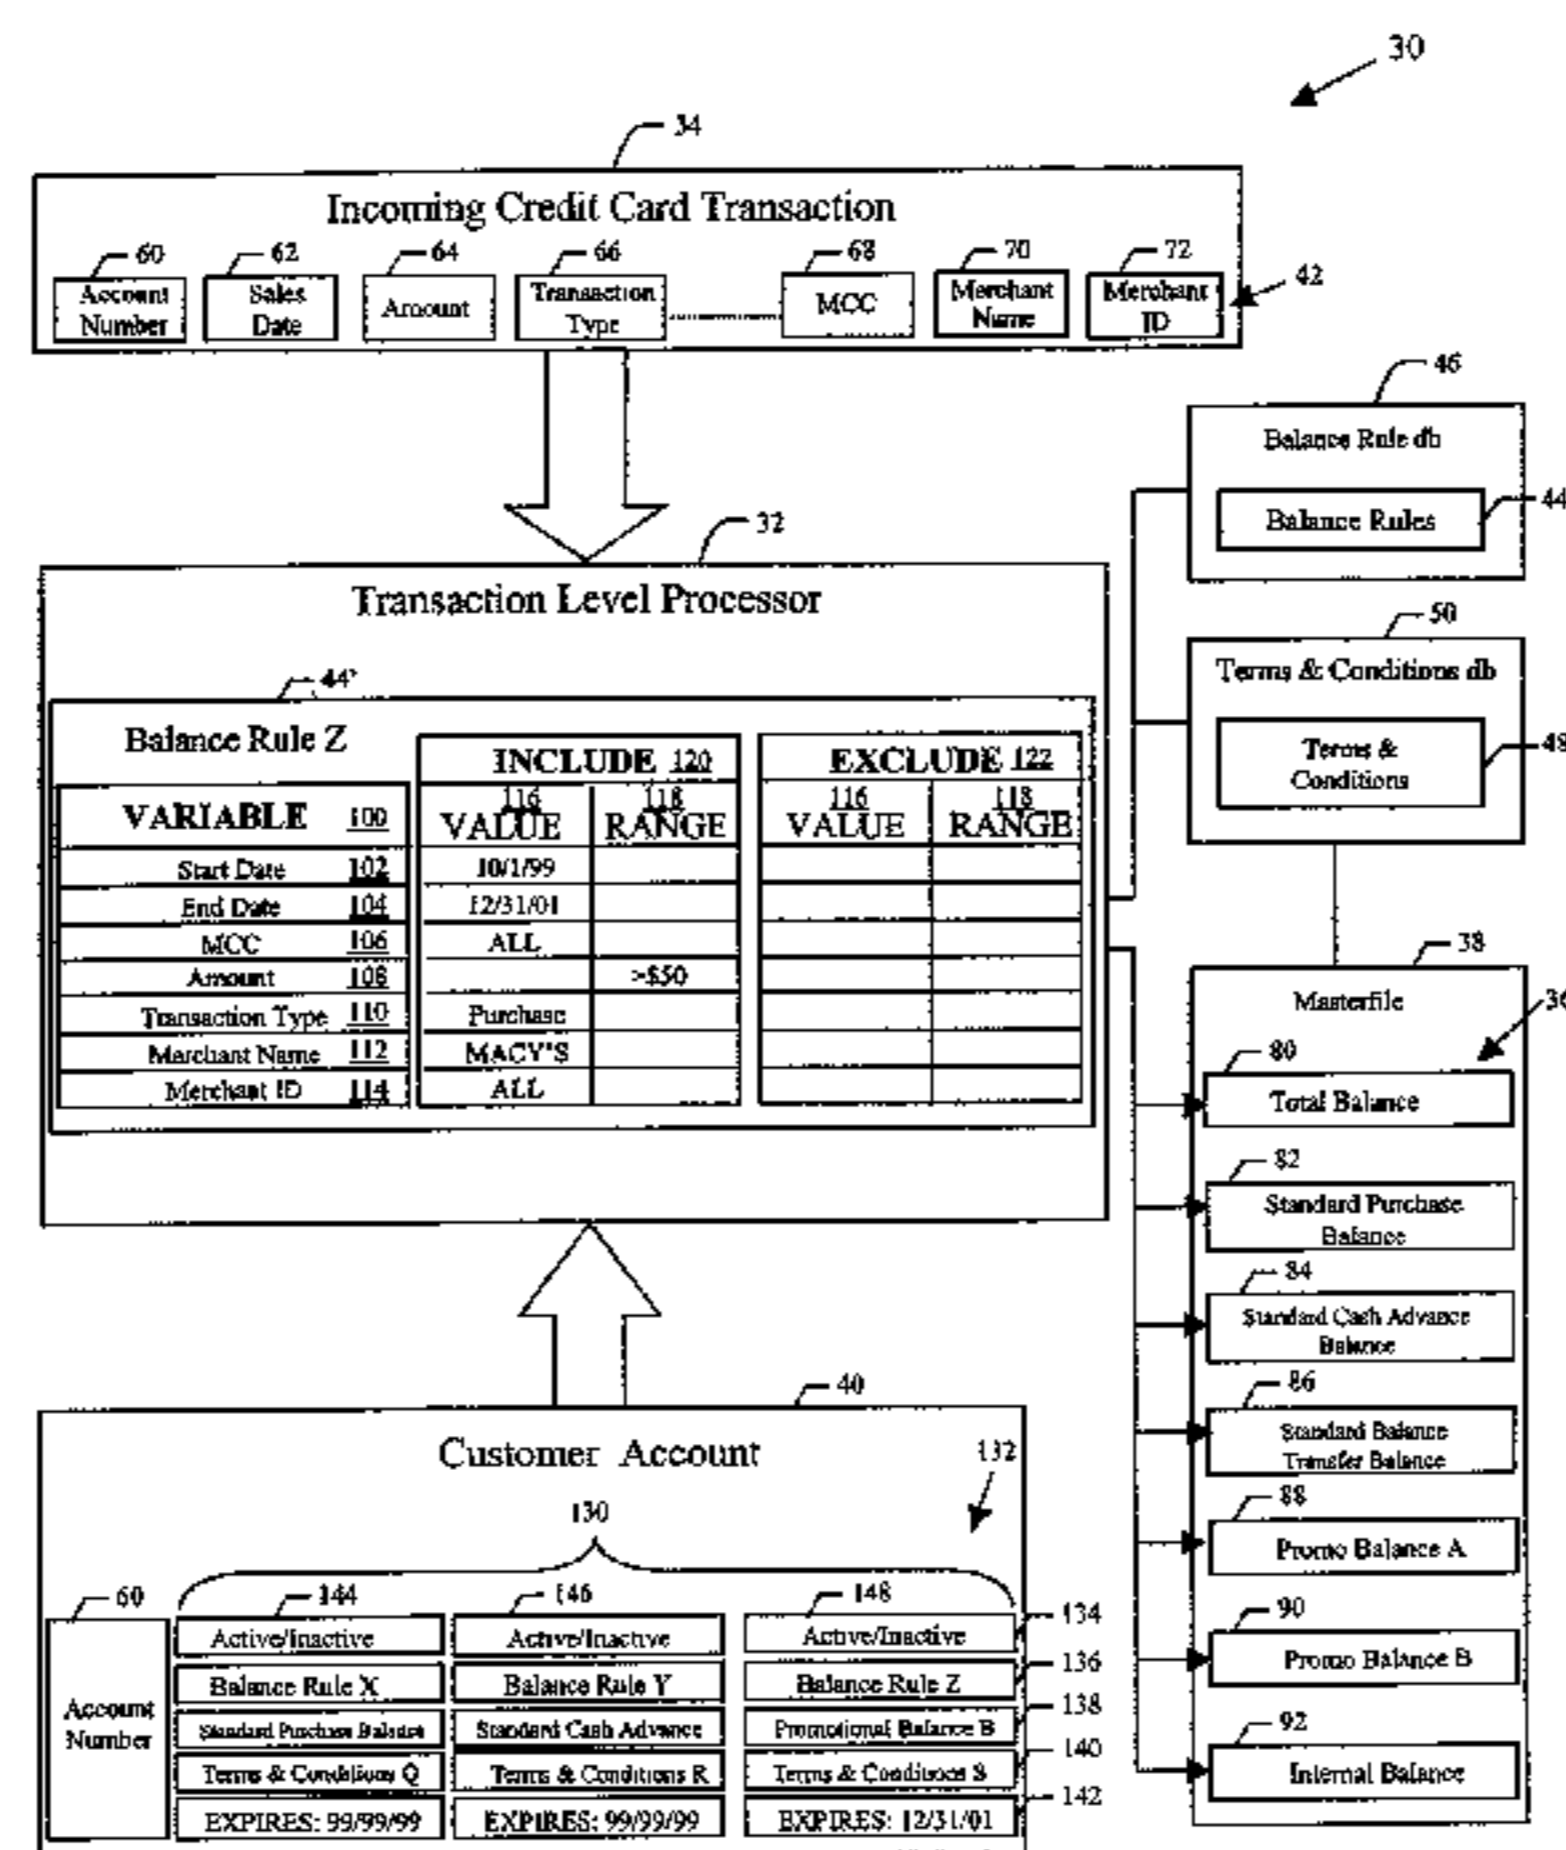 30
34
Incoming Credit Card Transaction
60 62 64 66 68 70 72
Account Number
Sales Date
Amount
Transaction Type
MCC
Merchant Name
Merchant ID
42
46
Balance Rule db
Balance Rules 44
32
Transaction Level Processor
50
Terms & Conditions db
Terms & Conditions
48
44'
Balance Rule Z
INCLUDE 120 EXCLUDE 122
VARIABLE 100
116 VALUE 118 RANGE 116 VALUE 118 RANGE
Start Date 102 10/1/99
End Date 104 12/31/01
MCC 106 ALL
Amount 108 >$50
Transaction Type 110 Purchase
Marchant Name 112 MACY'S
Merchant ID 114 ALL
38
Masterfile
36
80
Total Balance
82
Standard Purchase
Balance
84
Standard Cash Advance
Balance
86
Standard Balance
Transfer Balance
88
Promo Balance A
90
Promo Balance B
92
Internal Balance
40
Customer Account
132
130
60 144 146 148
Account
Number
Active/Inactive Active/Inactive Active/Inactive 134
Balance Rule X Balance Rule Y Balance Rule Z 136
Standard Purchase Balance Standard Cash Advance Promotional Balance B 138
Terms & Conditions Q Terms & Conditions R Terms & Conditions S 140
EXPIRES: 99/99/99 EXPIRES: 99/99/99 EXPIRES: 12/31/01 142